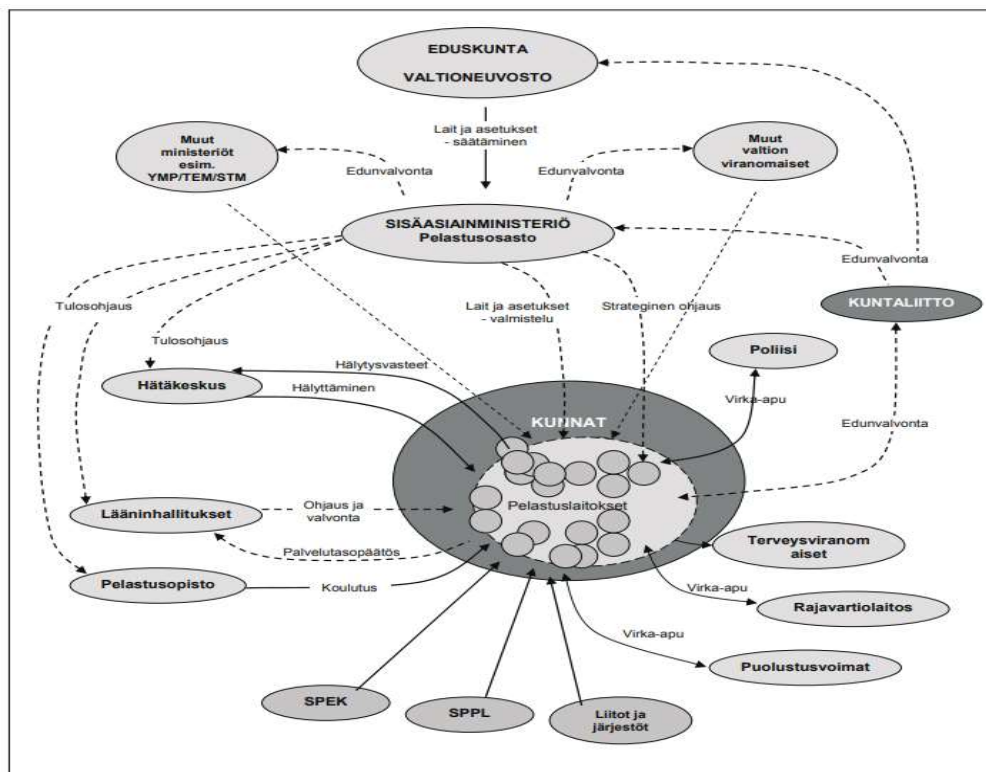 EDUSKUNTA
VALTIONEUVOSTO
Lait ja asetukset
- säätäminen
Muut
ministeriöt
esim.
YMP/TEM/STM
Muut
valtion
viranomaiset
Edunvalvonta
Edunvalvonta
SISÄASIAINMINISTERIÖ
Pelastusosasto
Edunvalvonta
KUNTALIITTO
Tulosohjaus
Lait ja asetukset
- valmistelu
Strateginen ohjaus
Tulosohjaus
Poliisi
Hälytysvasteet
Hätäkeskus
Hälyttäminen
Virka-apu
KUNNAT
Edunvalvonta
Pelastuslaitokset
Lääninhallitukset
Ohjaus ja
valvonta
Palvelutasopäätös
Terveysviranom
aiset
Pelastusopisto
Koulutus
Virka-apu
Rajavartiolaitos
Virka-apu
Puolustusvoimat
SPEK
SPPL
Liitot ja
järjestöt